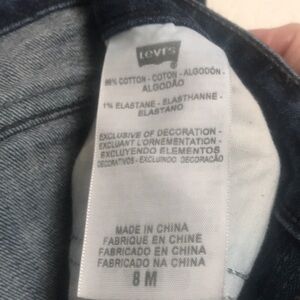 Levi's
99% COTTON - COTON - ALGODÓN -
ALGODÃO
1% ELASTANE - ELASTHANNE -
ELASTANO
EXCLUSIVE OF DECORATION -
EXCLUANT L'ORNEMENTATION -
EXCLUYENDO ELEMENTOS
DECORATIVOS - EXCLUINDO DECORAÇÃO
MADE IN CHINA
FABRIQUÉ EN CHINE
FABRICADO EN CHINA
FABRICADO NA CHINA
8 M